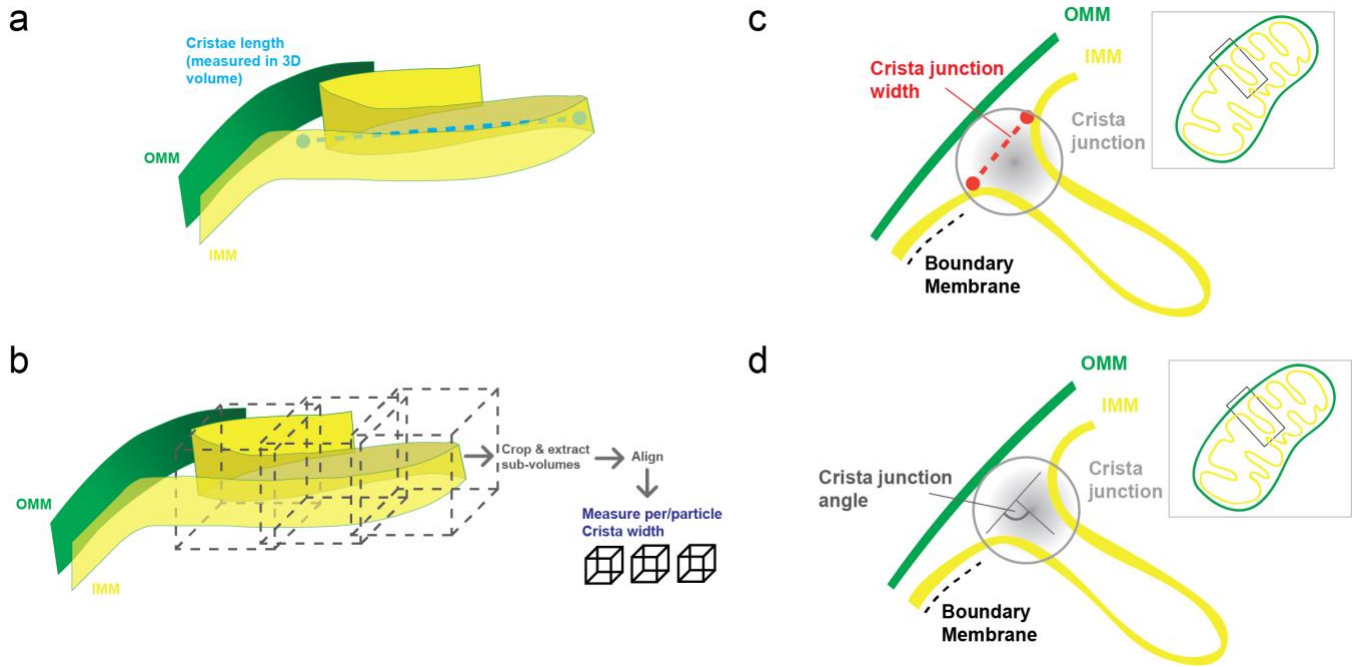 a
Cristae length
(measured in 3D
volume)
OMM
IMM
b
Crop & extract
sub-volumes
Align
Measure per/particle
Crista width
OMM
IMM
c
OMM
IMM
Crista junction
width
Crista
junction
Boundary
Membrane
d
OMM
IMM
Crista junction
angle
Crista
junction
Boundary
Membrane